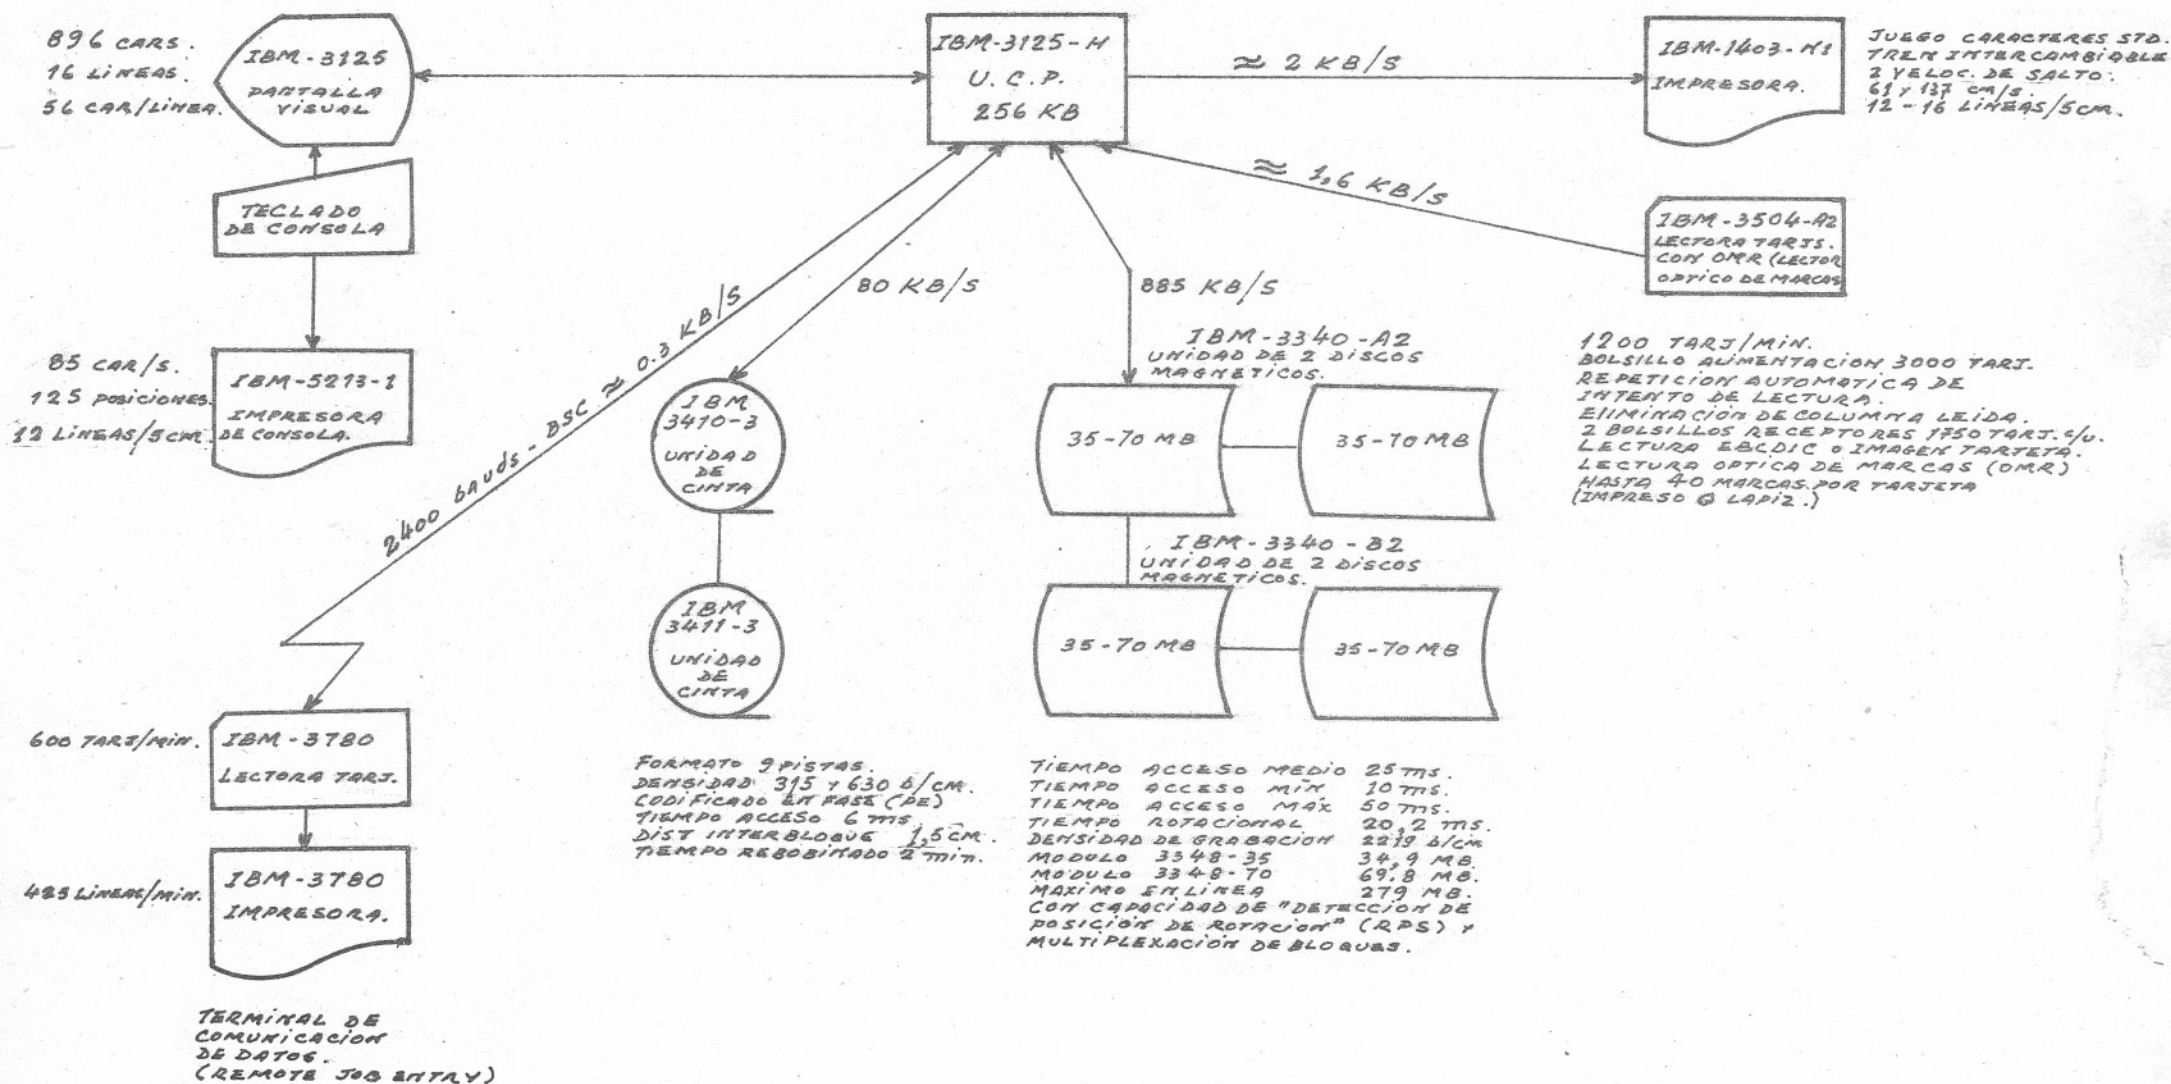 896 CARS.
16 LINEAS.
56 CAR/LINEA.
IBM-3125
PANTALLA
VISUAL
TECLADO
DE CONSOLA
85 CAR/S.
125 POSICIONES.
12 LINEAS/5CM.
IBM-5213-1
IMPRESORA
DE CONSOLA.
IBM-3125-H
U.C.P.
256 KB
≈ 2 KB/S
IBM-1403-N1
IMPRESORA.
JUEGO CARACTERES STD.
TREN INTERCAMBIABLE
2 VELOC. DE SALTO.
61 Y 137 CM/S.
12-16 LINEAS/5CM.
≈ 1,6 KB/S
IBM-3504-A2
LECTORA TARJS.
CON OMR (LECTOR
OPTICO DE MARCAS
1200 TARJ/MIN.
BOLSILLO ALIMENTACION 3000 TARJ.
REPETICION AUTOMATICA DE
INTENTO DE LECTURA.
ELIMINACIÓN DE COLUMNA LEÍDA.
2 BOLSILLOS RECEPTORES 1750 TARJ. c/u.
LECTURA EBCDIC O IMAGEN TARJETA.
LECTURA OPTICA DE MARCAS (OMR)
HASTA 40 MARCAS POR TARJETA
(IMPRESO O LAPIZ.)
2400 bAUdS - BSC ≈ 0.3 KB/S
80 KB/S
885 KB/S
IBM
3410-3
UNIDAD
DE
CINTA
IBM
3411-3
UNIDAD
DE
CINTA
FORMATO 9 PISTAS.
DENSIDAD 315 Y 630 b/CM.
CODIFICADO EN FASE (PE)
TIEMPO ACCESO 6 ms
DIST INTERBLOQUE 1,5 CM.
TIEMPO REBOBINADO 2 min.
IBM-3340-A2
UNIDAD DE 2 DISCOS
MAGNETICOS.
35-70 MB
35-70 MB
IBM-3340-B2
UNIDAD DE 2 DISCOS
MAGNETICOS.
35-70 MB
35-70 MB
TIEMPO ACCESO MEDIO 25 ms.
TIEMPO ACCESO MIN 10 ms.
TIEMPO ACCESO MAX 50 ms.
TIEMPO ROTACIONAL 20,2 ms.
DENSIDAD DE GRABACION 2219 b/cm
MODULO 3348-35 34,9 MB.
MODULO 3348-70 69,8 MB.
MAXIMO EN LINEA 279 MB.
CON CAPACIDAD DE "DETECCIÓN DE
POSICIÓN DE ROTACION" (RPS) Y
MULTIPLEXACIÓN DE BLOQUES.
600 TARJ/MIN.
IBM-3780
LECTORA TARJ.
425 LINEAS/MIN.
IBM-3780
IMPRESORA.
TERMINAL DE
COMUNICACION
DE DATOS.
(REMOTE JOB ENTRY)